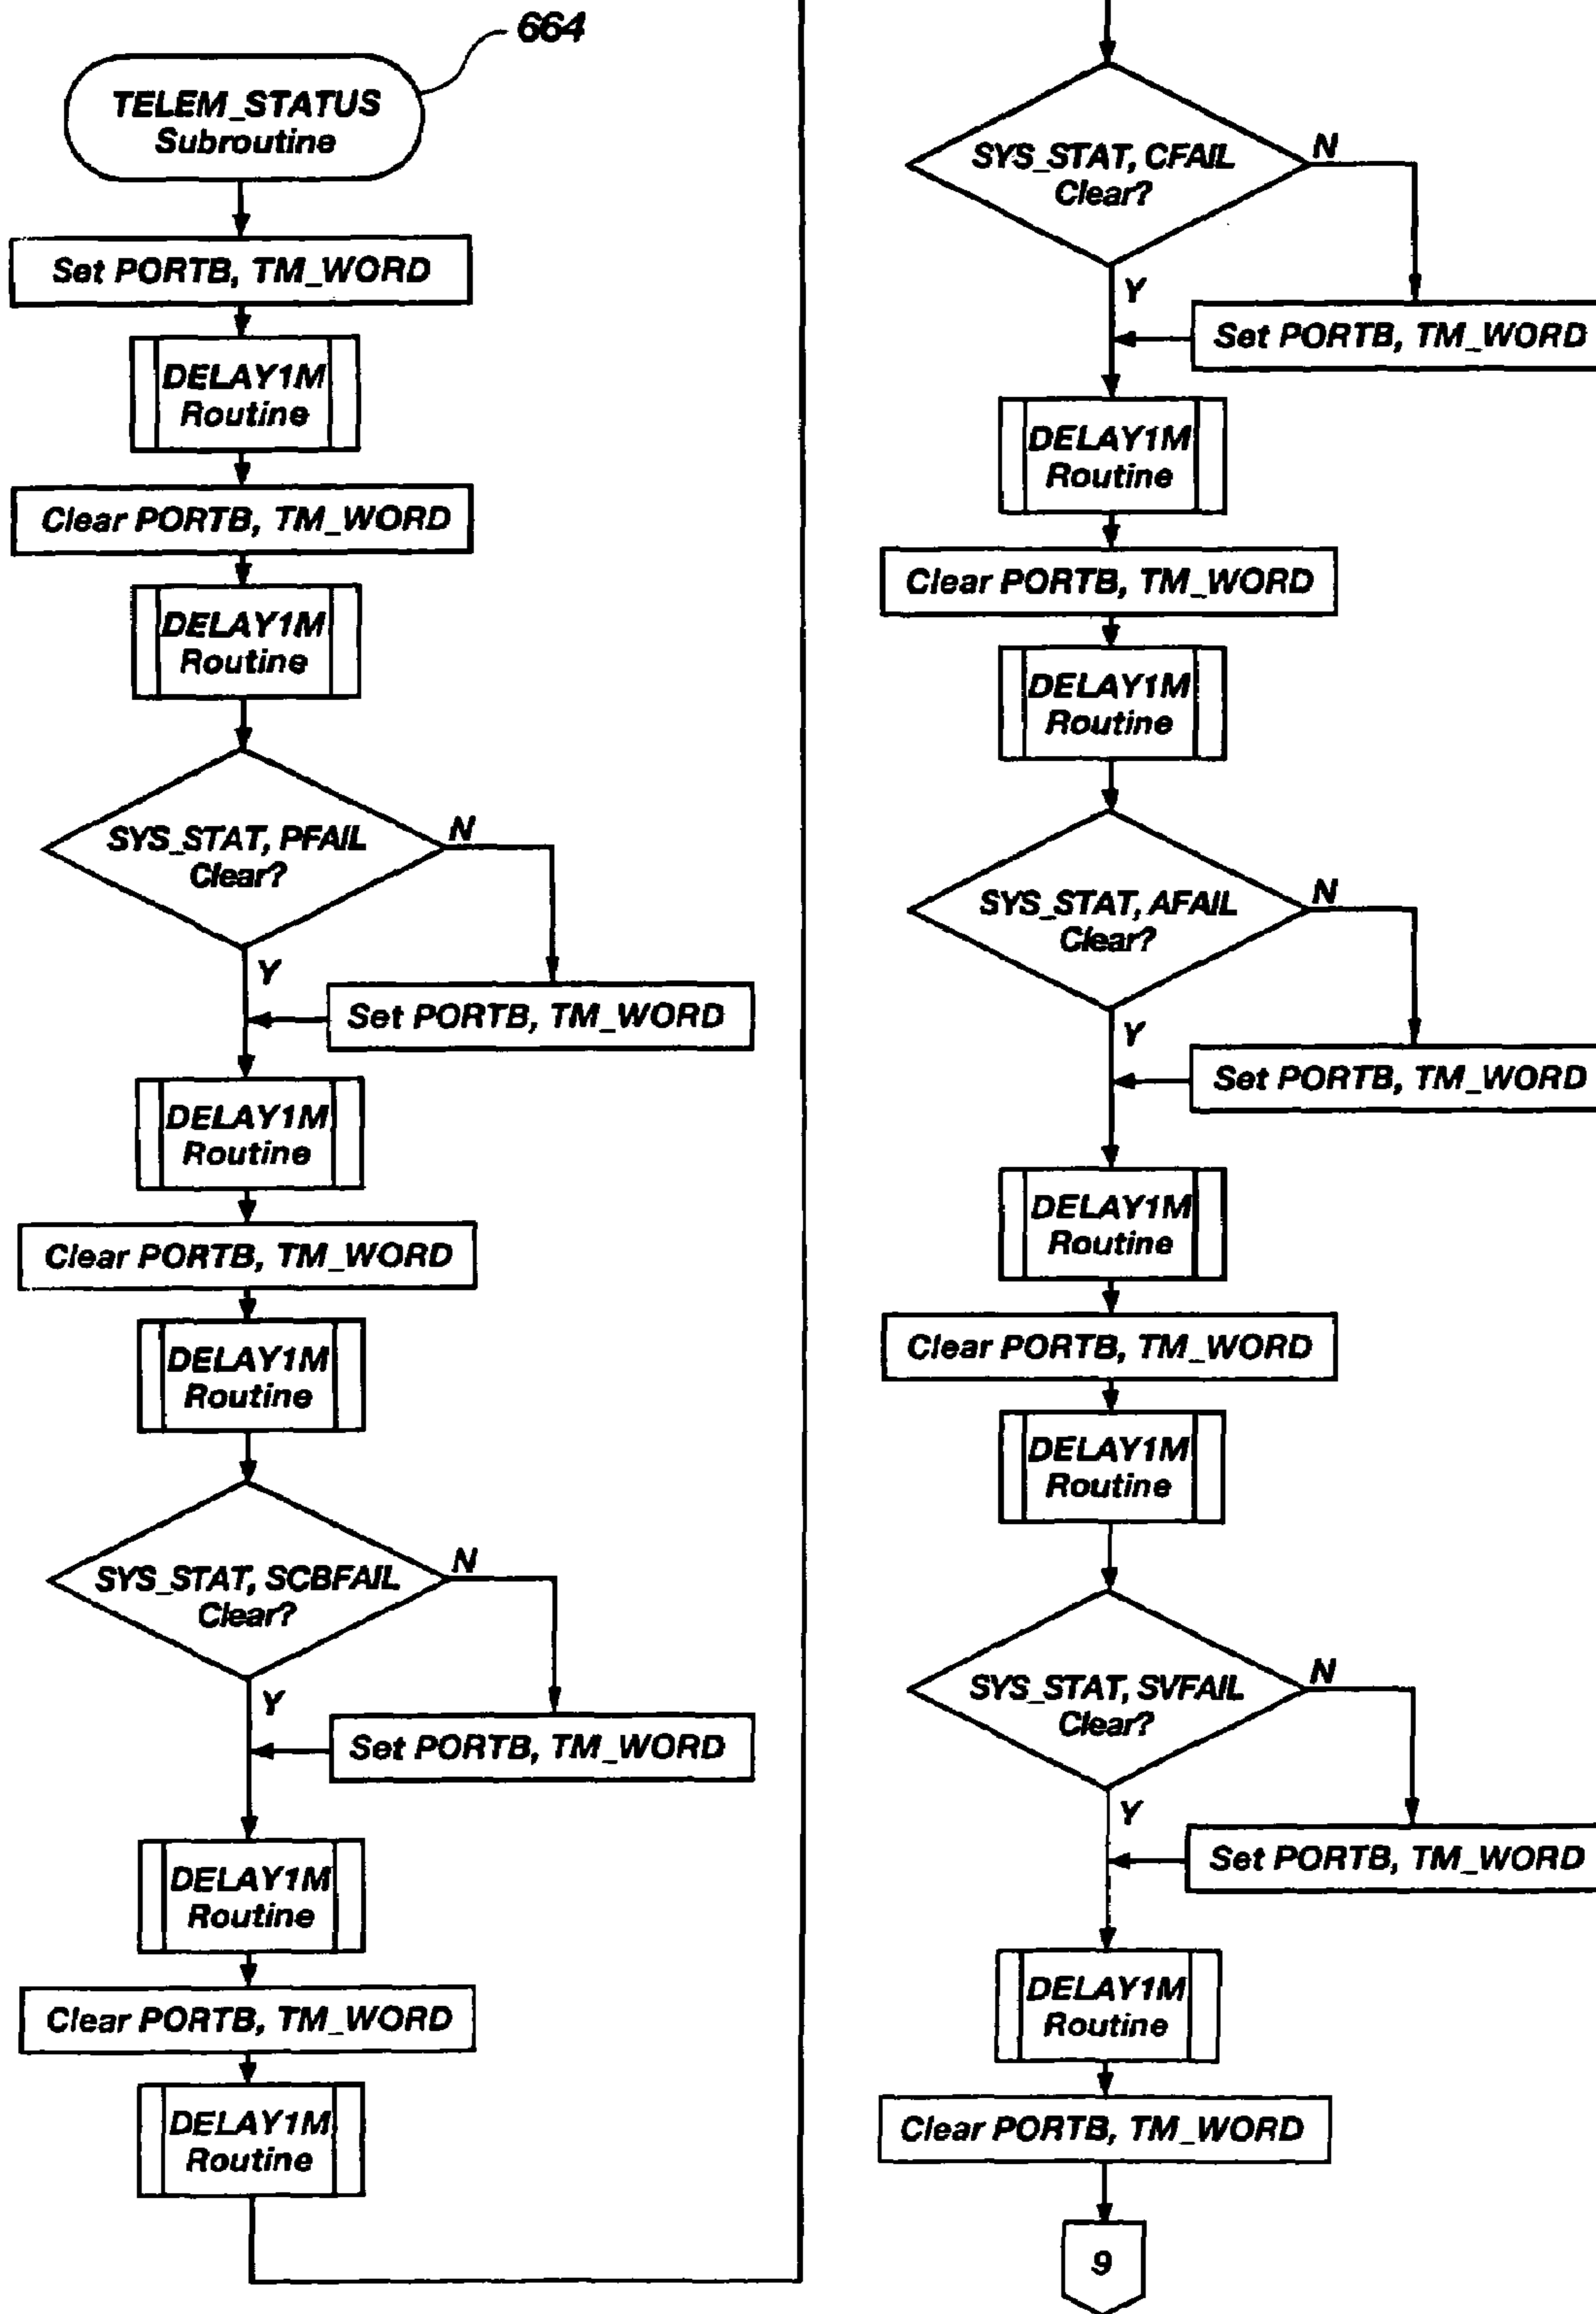 664
TELEM_STATUS
Subroutine
Set PORTB, TM_WORD
DELAY1M
Routine
Clear PORTB, TM_WORD
DELAY1M
Routine
SYS_STAT, PFAIL
Clear?
N
Y
Set PORTB, TM_WORD
DELAY1M
Routine
Clear PORTB, TM_WORD
DELAY1M
Routine
SYS_STAT, SCBFAIL
Clear?
N
Y
Set PORTB, TM_WORD
DELAY1M
Routine
Clear PORTB, TM_WORD
DELAY1M
Routine
SYS_STAT, CFAIL
Clear?
N
Y
Set PORTB, TM_WORD
DELAY1M
Routine
Clear PORTB, TM_WORD
DELAY1M
Routine
SYS_STAT, AFAIL
Clear?
N
Y
Set PORTB, TM_WORD
DELAY1M
Routine
Clear PORTB, TM_WORD
DELAY1M
Routine
SYS_STAT, SVFAIL
Clear?
N
Y
Set PORTB, TM_WORD
DELAY1M
Routine
Clear PORTB, TM_WORD
9